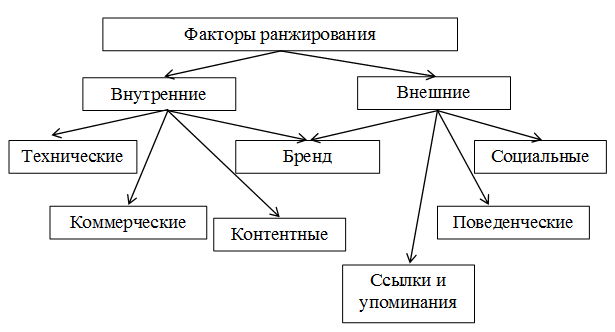 Факторы ранжирования
Внутренние
Внешние
Технические
Бренд
Социальные
Коммерческие
Контентные
Поведенческие
Ссылки и
упоминания